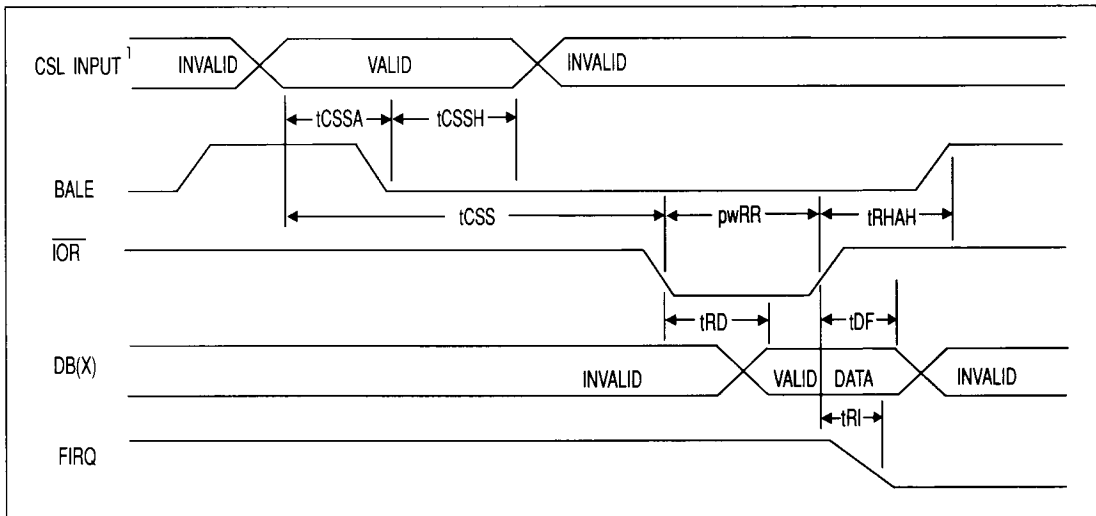 CSL INPUT 1 INVALID VALID INVALID
tCSSA tCSSH
BALE
tCSS pwRR tRHAH
IOR
tRD tDF
DB(X) INVALID VALID DATA INVALID
tRI
FIRQ